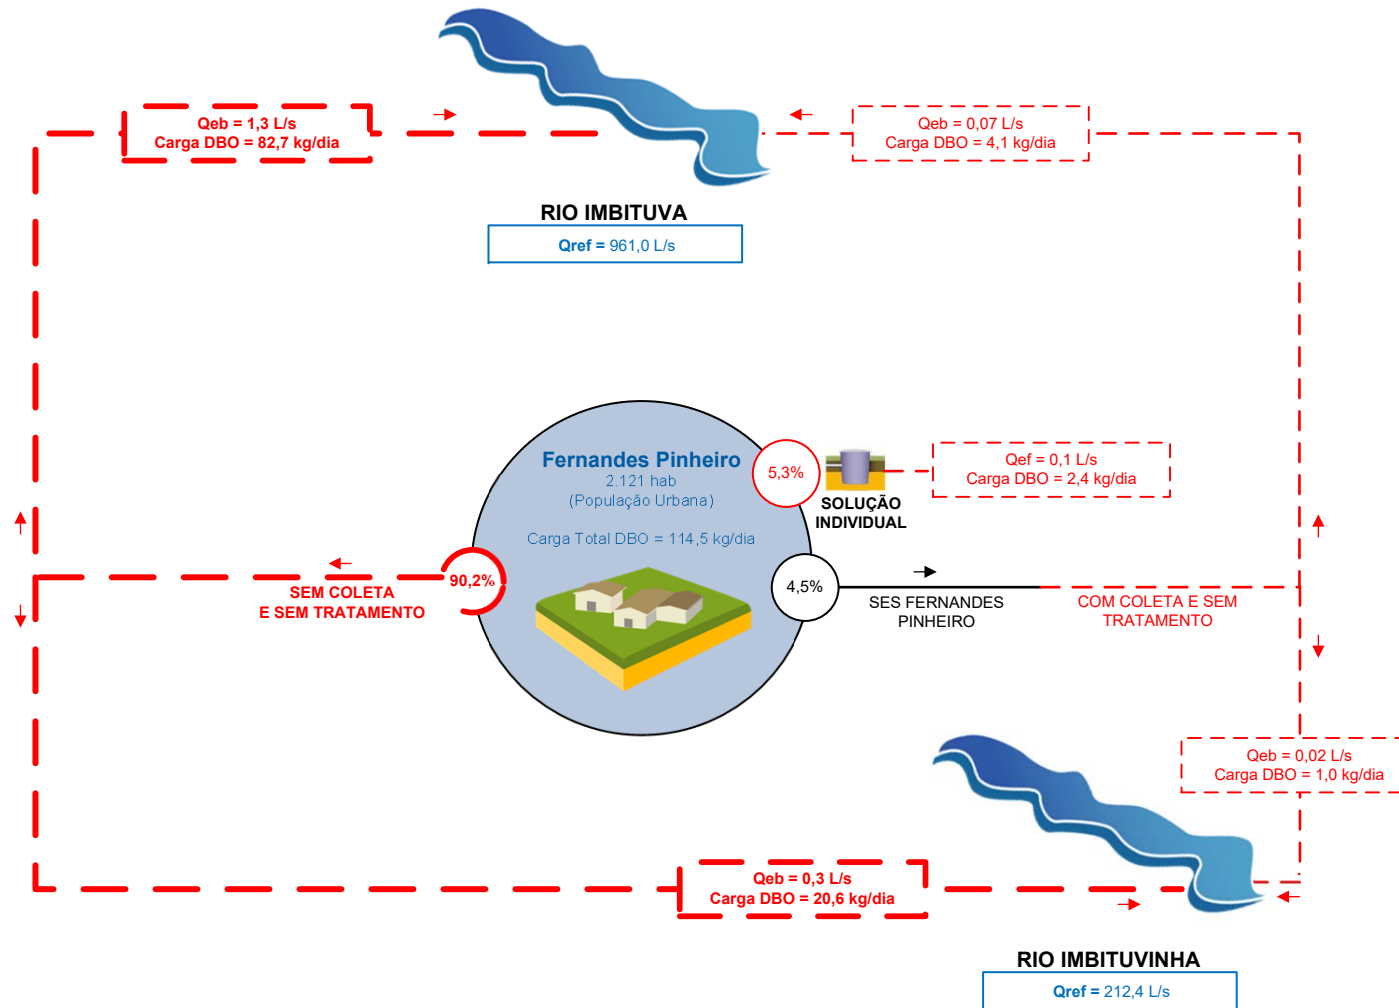 Qeb = 1,3 L/s
Carga DBO = 82,7 kg/dia
Qeb = 0,07 L/s
Carga DBO = 4,1 kg/dia
RIO IMBITUVA
Qref = 961,0 L/s
Fernandes Pinheiro
2.121 hab
(População Urbana)
Carga Total DBO = 114,5 kg/dia
5,3%
SOLUÇÃO
INDIVIDUAL
Qef = 0,1 L/s
Carga DBO = 2,4 kg/dia
90,2%
SEM COLETA
E SEM TRATAMENTO
4,5%
SES FERNANDES
PINHEIRO
COM COLETA E SEM
TRATAMENTO
Qeb = 0,02 L/s
Carga DBO = 1,0 kg/dia
Qeb = 0,3 L/s
Carga DBO = 20,6 kg/dia
RIO IMBITUVINHA
Qref = 212,4 L/s